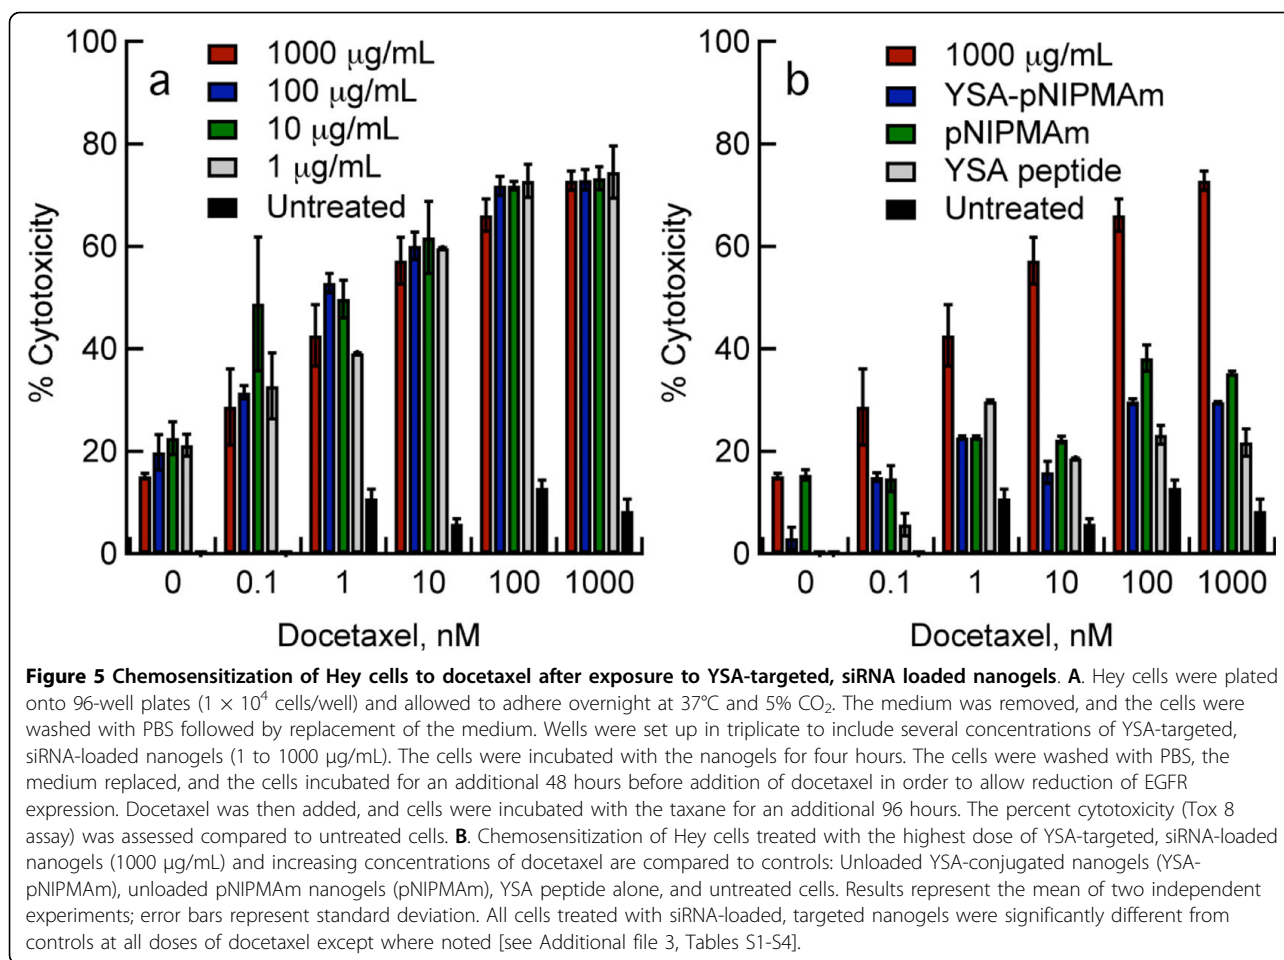 100
80
60
40
20
0
% Cytotoxicity
a
1000 μg/mL
100 μg/mL
10 μg/mL
1 μg/mL
Untreated
0 0.1 1 10 100 1000
Docetaxel, nM
100
80
60
40
20
0
% Cytotoxicity
b
1000 μg/mL
YSA-pNIPMAm
pNIPMAm
YSA peptide
Untreated
0 0.1 1 10 100 1000
Docetaxel, nM
Figure 5 Chemosensitization of Hey cells to docetaxel after exposure to YSA-targeted, siRNA loaded nanogels. A. Hey cells were plated
onto 96-well plates (1 × 10⁴ cells/well) and allowed to adhere overnight at 37°C and 5% CO₂. The medium was removed, and the cells were
washed with PBS followed by replacement of the medium. Wells were set up in triplicate to include several concentrations of YSA-targeted,
siRNA-loaded nanogels (1 to 1000 μg/mL). The cells were incubated with the nanogels for four hours. The cells were washed with PBS, the
medium replaced, and the cells incubated for an additional 48 hours before addition of docetaxel in order to allow reduction of EGFR
expression. Docetaxel was then added, and cells were incubated with the taxane for an additional 96 hours. The percent cytotoxicity (Tox 8
assay) was assessed compared to untreated cells. B. Chemosensitization of Hey cells treated with the highest dose of YSA-targeted, siRNA-loaded
nanogels (1000 μg/mL) and increasing concentrations of docetaxel are compared to controls: Unloaded YSA-conjugated nanogels (YSA-
pNIPMAm), unloaded pNIPMAm nanogels (pNIPMAm), YSA peptide alone, and untreated cells. Results represent the mean of two independent
experiments; error bars represent standard deviation. All cells treated with siRNA-loaded, targeted nanogels were significantly different from
controls at all doses of docetaxel except where noted [see Additional file 3, Tables S1-S4].